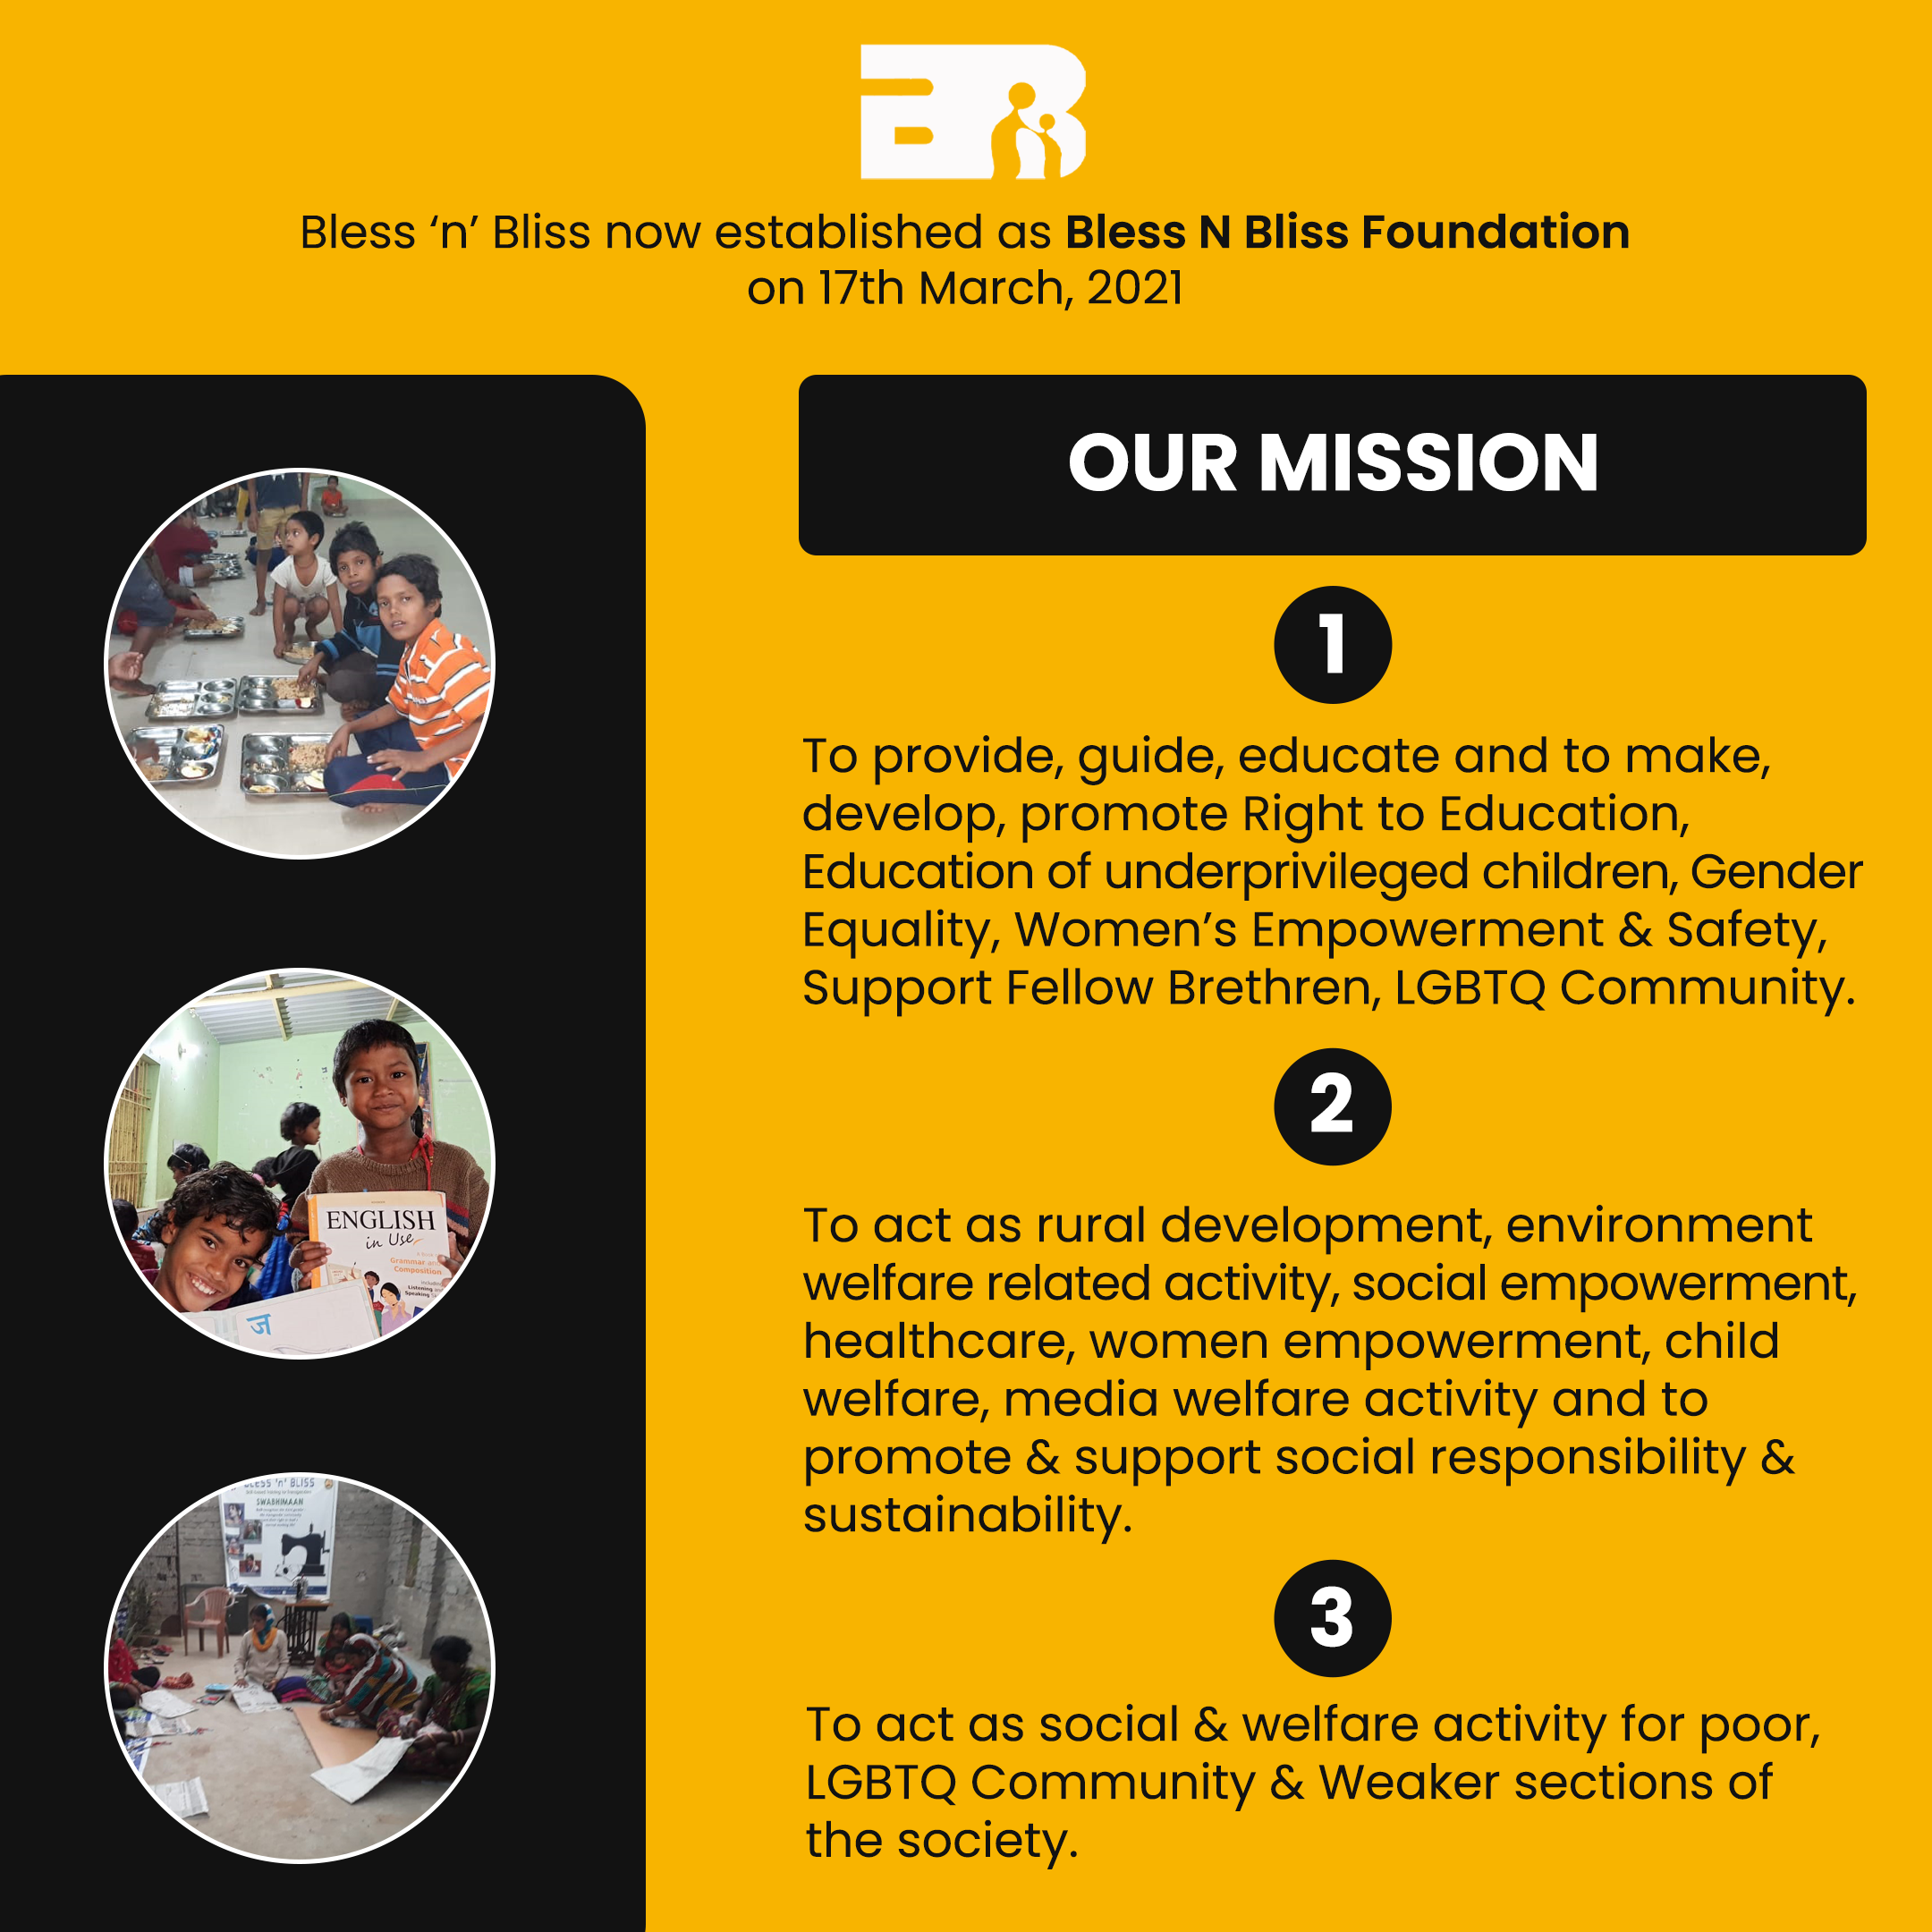 Bless ‘n’ Bliss now established as Bless N Bliss Foundation
on 17th March, 2021
OUR MISSION
1
To provide, guide, educate and to make,
develop, promote Right to Education,
Education of underprivileged children, Gender
Equality, Women’s Empowerment & Safety,
Support Fellow Brethren, LGBTQ Community.
2
To act as rural development, environment
welfare related activity, social empowerment,
healthcare, women empowerment, child
welfare, media welfare activity and to
promote & support social responsibility &
sustainability.
3
To act as social & welfare activity for poor,
LGBTQ Community & Weaker sections of
the society.
ENGLISH
in Use
Grammar and
Composition
Listening
Speaking
ज
BLESS 'n' BLISS
SWABHIMAAN